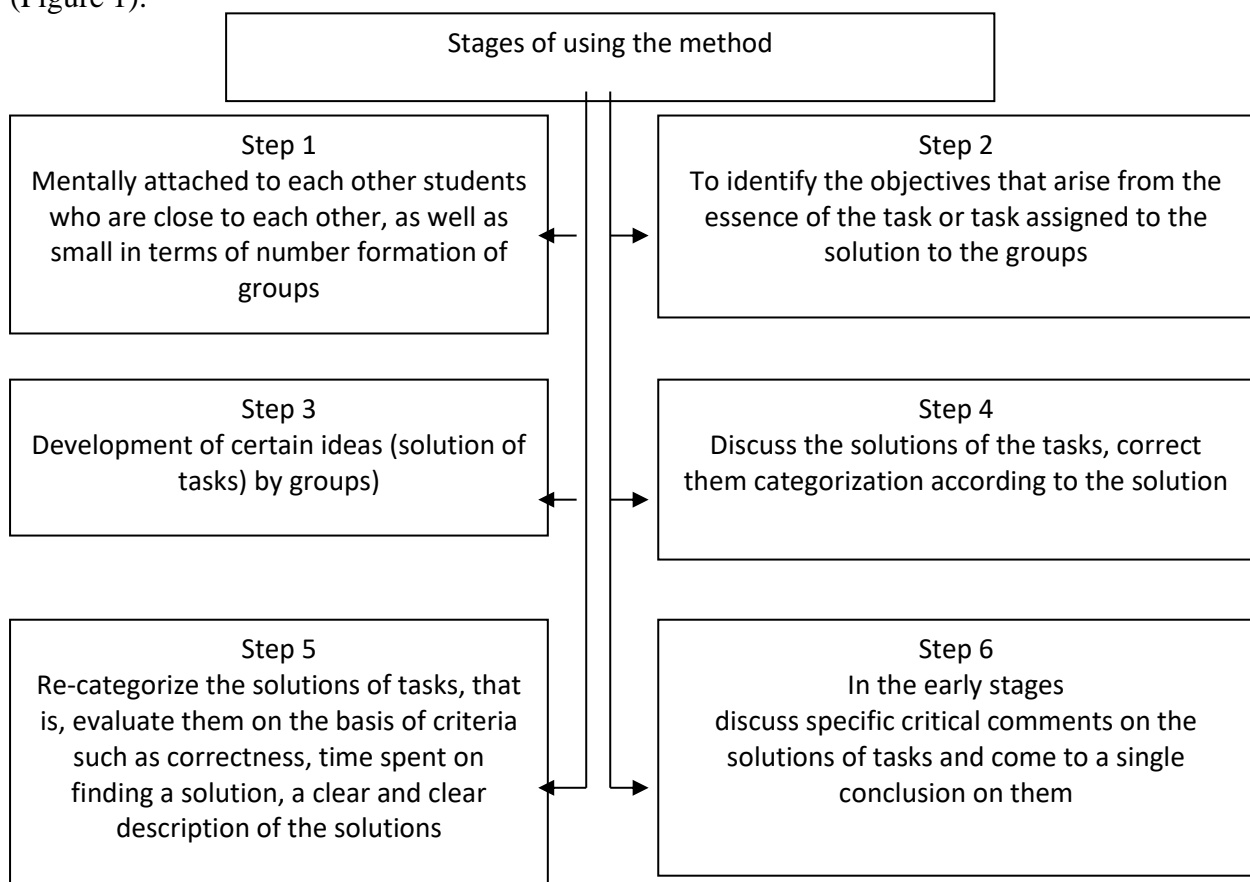 (Figure 1).
Stages of using the method
Step 1
Mentally attached to each other students
who are close to each other, as well as
small in terms of number formation of
groups
Step 2
To identify the objectives that arise from the
essence of the task or task assigned to the
solution to the groups
Step 3
Development of certain ideas (solution of
tasks) by groups)
Step 4
Discuss the solutions of the tasks, correct
them categorization according to the solution
Step 5
Re-categorize the solutions of tasks, that
is, evaluate them on the basis of criteria
such as correctness, time spent on
finding a solution, a clear and clear
description of the solutions
Step 6
In the early stages
discuss specific critical comments on the
solutions of tasks and come to a single
conclusion on them